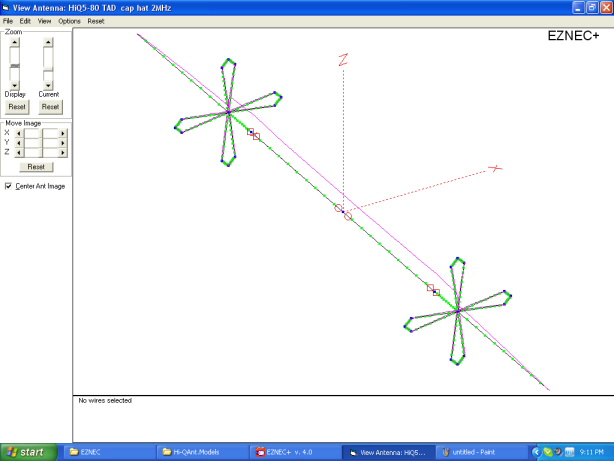 View Antenna: HiQ5-80 TAD cap hat 2MHz
File Edit View Options Reset
Zoom
Display Current
Reset Reset
Move Image
X
Y
Z
Reset
Center Ant Image
EZNEC+
Z
X
No wires selected
start EZNEC Hi-QAnt.Models EZNEC+ v. 4.0 View Antenna: HiQ5... untitled - Paint 9:11 PM